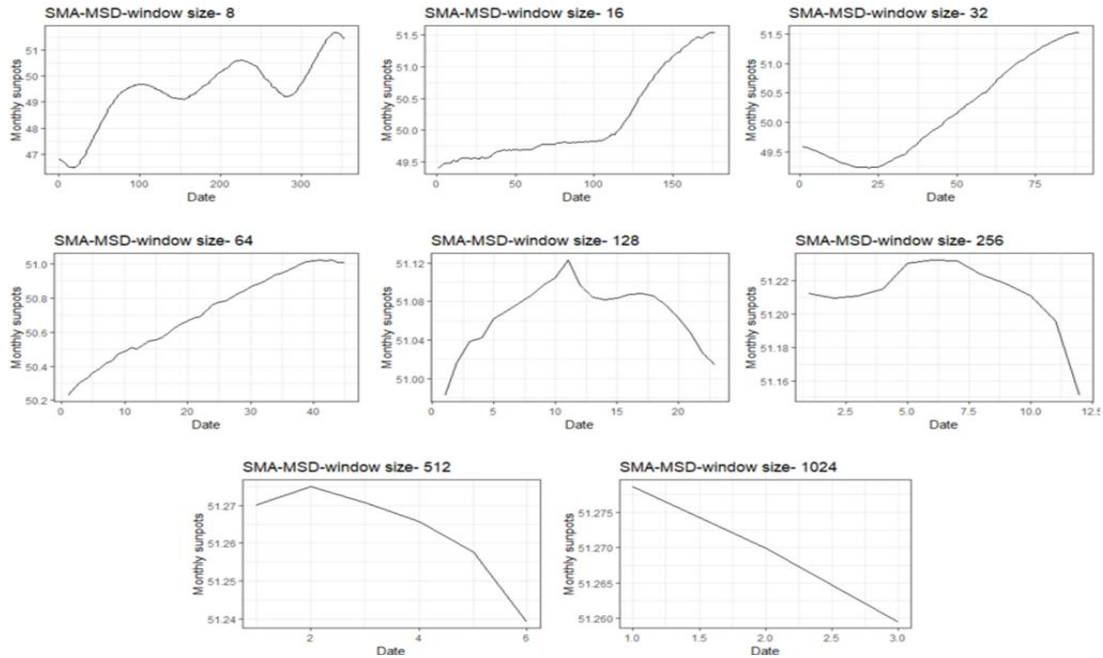 SMA-MSD-window size- 8
Monthly sunpots
51
50
49
48
47
0 100 200 300
Date
SMA-MSD-window size- 16
Monthly sunpots
51.5
51.0
50.5
50.0
49.5
0 50 100 150
Date
SMA-MSD-window size- 32
Monthly sunpots
51.5
51.0
50.5
50.0
49.5
0 25 50 75
Date
SMA-MSD-window size- 64
Monthly sunpots
51.0
50.8
50.6
50.4
50.2
0 10 20 30 40
Date
SMA-MSD-window size- 128
Monthly sunpots
51.12
51.08
51.04
51.00
0 5 10 15 20
Date
SMA-MSD-window size- 256
Monthly sunpots
51.22
51.20
51.18
51.16
2.5 5.0 7.5 10.0 12.5
Date
SMA-MSD-window size- 512
Monthly sunpots
51.27
51.26
51.25
51.24
2 4 6
Date
SMA-MSD-window size- 1024
Monthly sunpots
51.275
51.270
51.265
51.260
1.0 1.5 2.0 2.5 3.0
Date